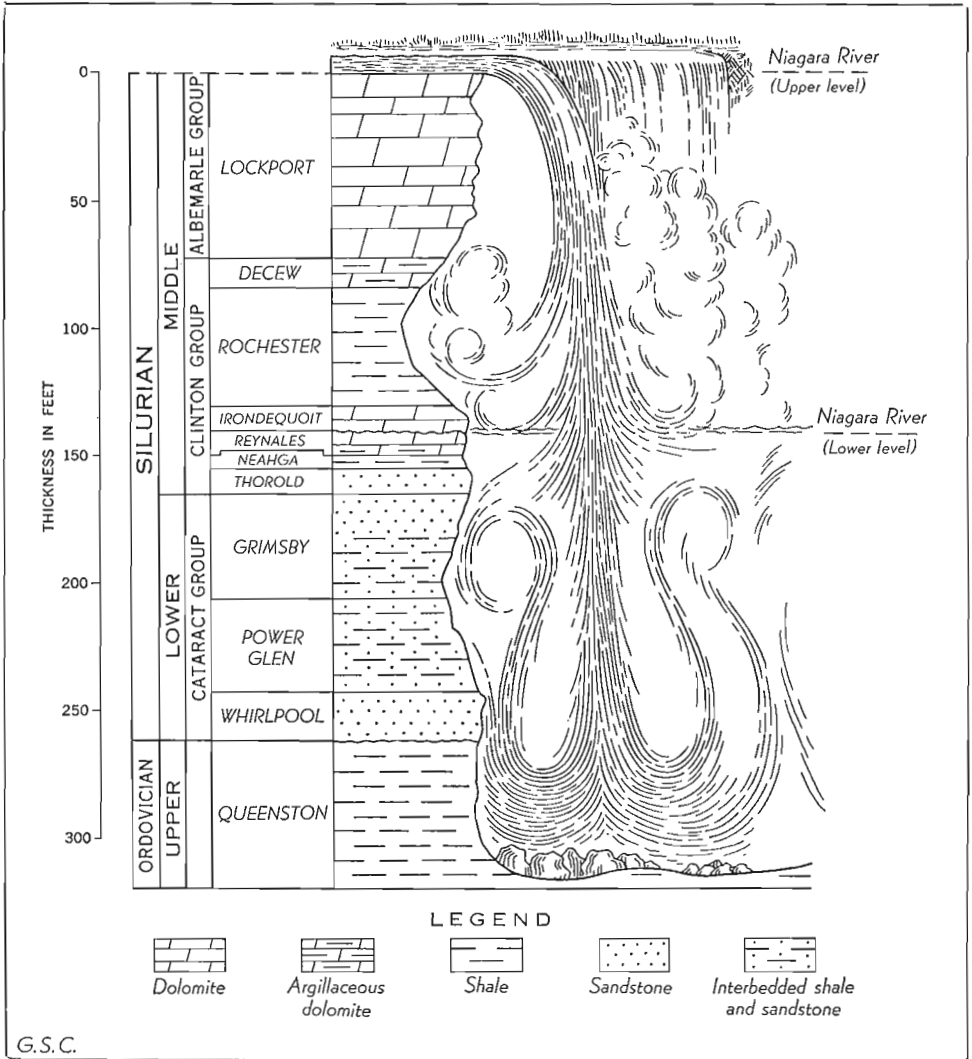 Niagara River
(Upper level)
0
50
100
150
200
250
300
THICKNESS IN FEET
SILURIAN
ORDOVICIAN
MIDDLE
LOWER
UPPER
ALBEMARLE GROUP
CLINTON GROUP
CATARACT GROUP
LOCKPORT
DECEW
ROCHESTER
IRONDEQUOIT
REYNALES
NEAHGA
THOROLD
GRIMSBY
POWER
GLEN
WHIRLPOOL
QUEENSTON
Niagara River
(Lower level)
LEGEND
Dolomite
Argillaceous
dolomite
Shale
Sandstone
Interbedded shale
and sandstone
G.S.C.